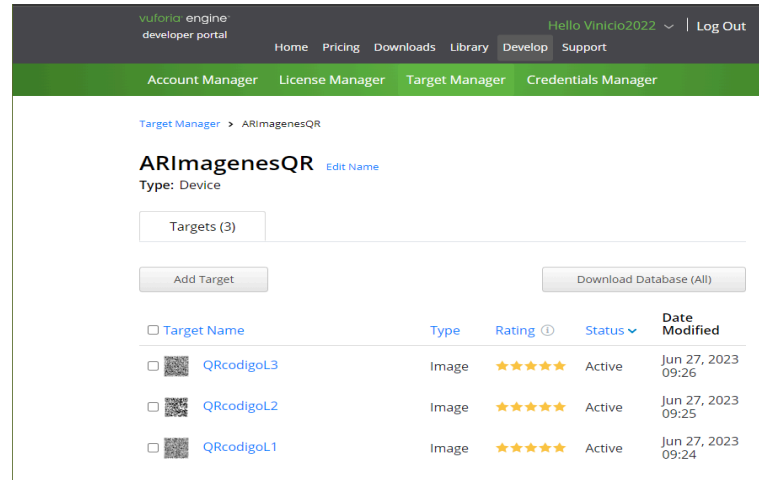 vuforia engine
developer portal
Hello Vinicio2022 | Log Out
Home Pricing Downloads Library Develop Support
Account Manager License Manager Target Manager Credentials Manager
Target Manager > ARImagenesQR
ARImagenesQR Edit Name
Type: Device
Targets (3)
Add Target Download Database (All)
Target Name Type Rating Status Date Modified
QRcodigoL3 Image Active Jun 27, 2023 09:26
QRcodigoL2 Image Active Jun 27, 2023 09:25
QRcodigoL1 Image Active Jun 27, 2023 09:24